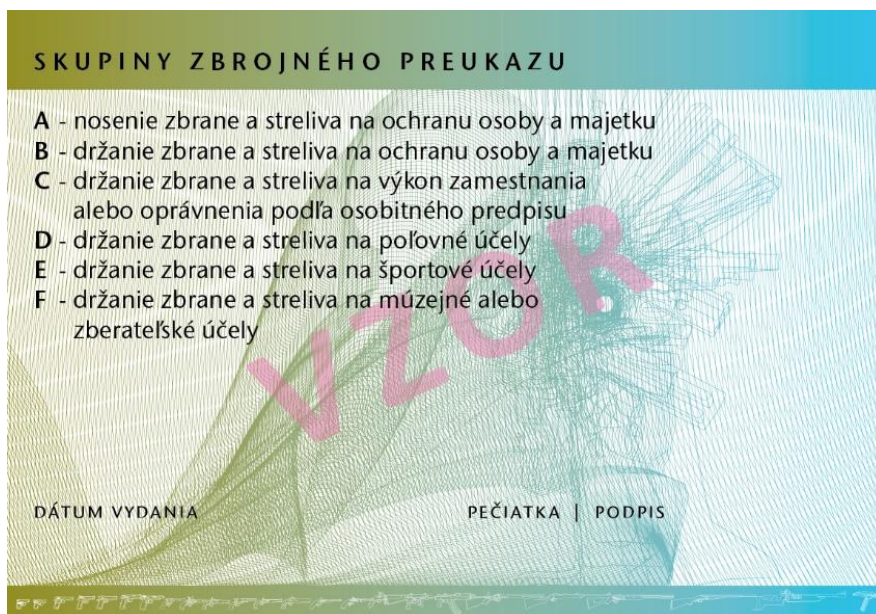 SKUPINY ZBROJNÉHO PREUKAZU
A - nosenie zbrane a streliva na ochranu osoby a majetku
B - držanie zbrane a streliva na ochranu osoby a majetku
C - držanie zbrane a streliva na výkon zamestnania
alebo oprávnenia podľa osobitného predpisu
D - držanie zbrane a streliva na poľovné účely
E - držanie zbrane a streliva na športové účely
F - držanie zbrane a streliva na múzejné alebo
zberateľské účely
VZOR
DÁTUM VYDANIA PEČIATKA | PODPIS